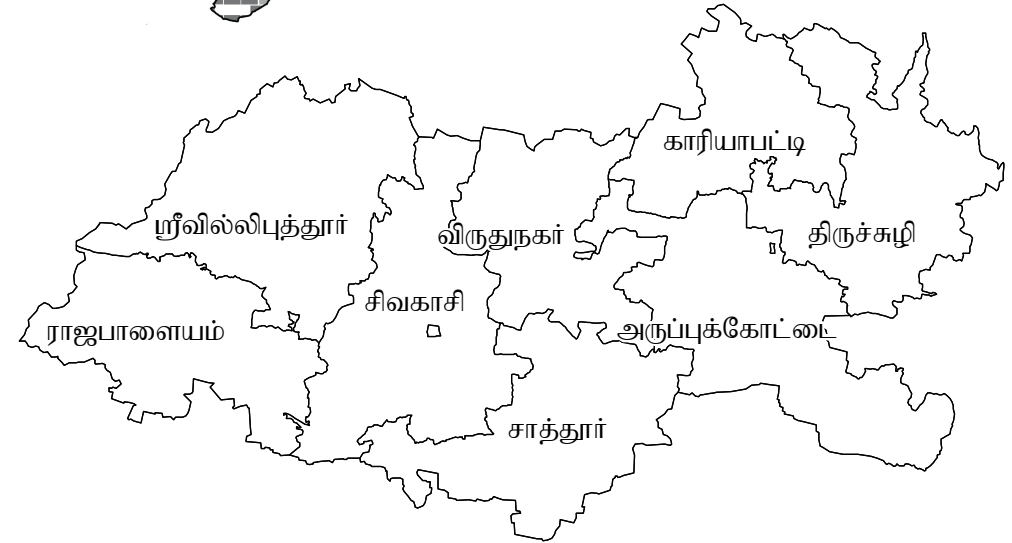 காரியாபட்டி
ஸ்ரீவில்லிபுத்தூர்
விருதுநகர்
திருச்சுழி
சிவகாசி
ராஜபாளையம்
அருப்புக்கோட்டை
சாத்தூர்